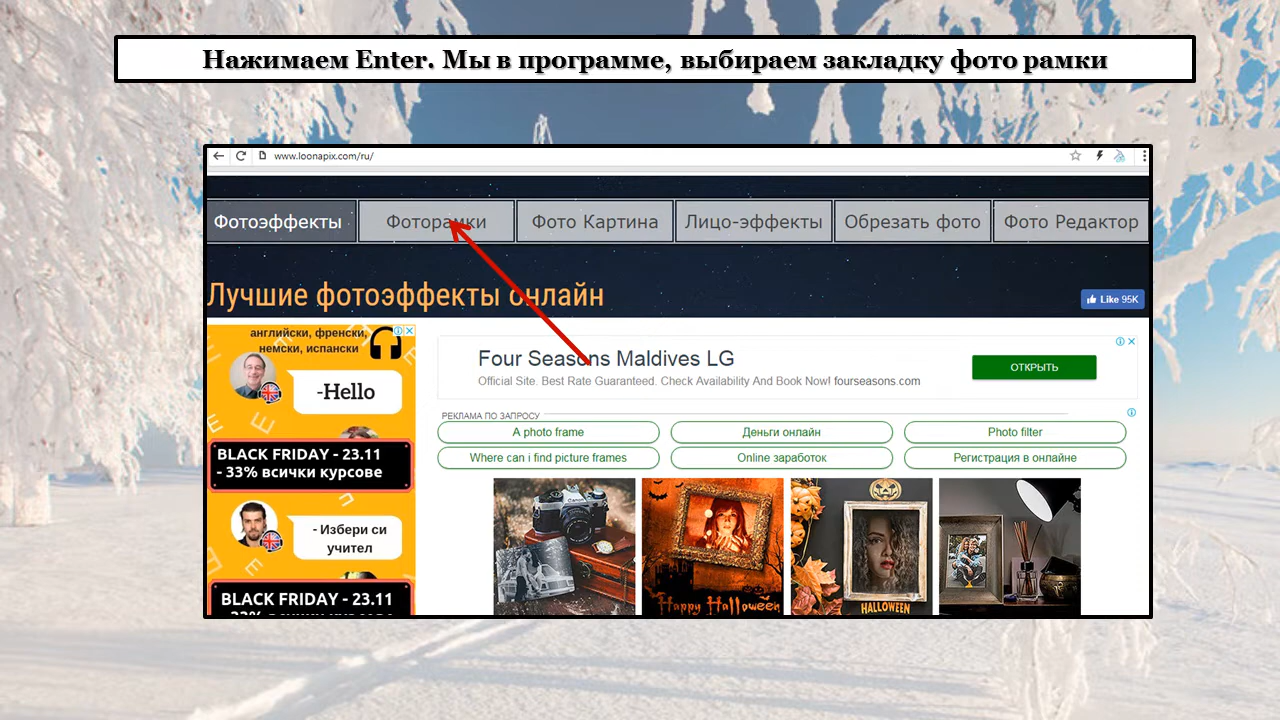 Нажимаем Enter. Мы в программе, выбираем закладку фото рамки
www.loonapix.com/ru/
Фотоэффекты Фоторамки Фото Картина Лицо-эффекты Обрезать фото Фото Редактор
Лучшие фотоэффекты онлайн
Like 95K
английски, френски,
немски, испански
-Hello
BLACK FRIDAY - 23.11
- 33% всички курсове
- Избери си
учител
BLACK FRIDAY - 23.11
Four Seasons Maldives LG
Official Site. Best Rate Guaranteed. Check Availability And Book Now! fourseasons.com
ОТКРЫТЬ
РЕКЛАМА ПО ЗАПРОСУ
A photo frame Деньги онлайн Photo filter
Where can i find picture frames Online заработок Регистрация в онлайне
Canon
Happy Halloween
HALLOWEEN